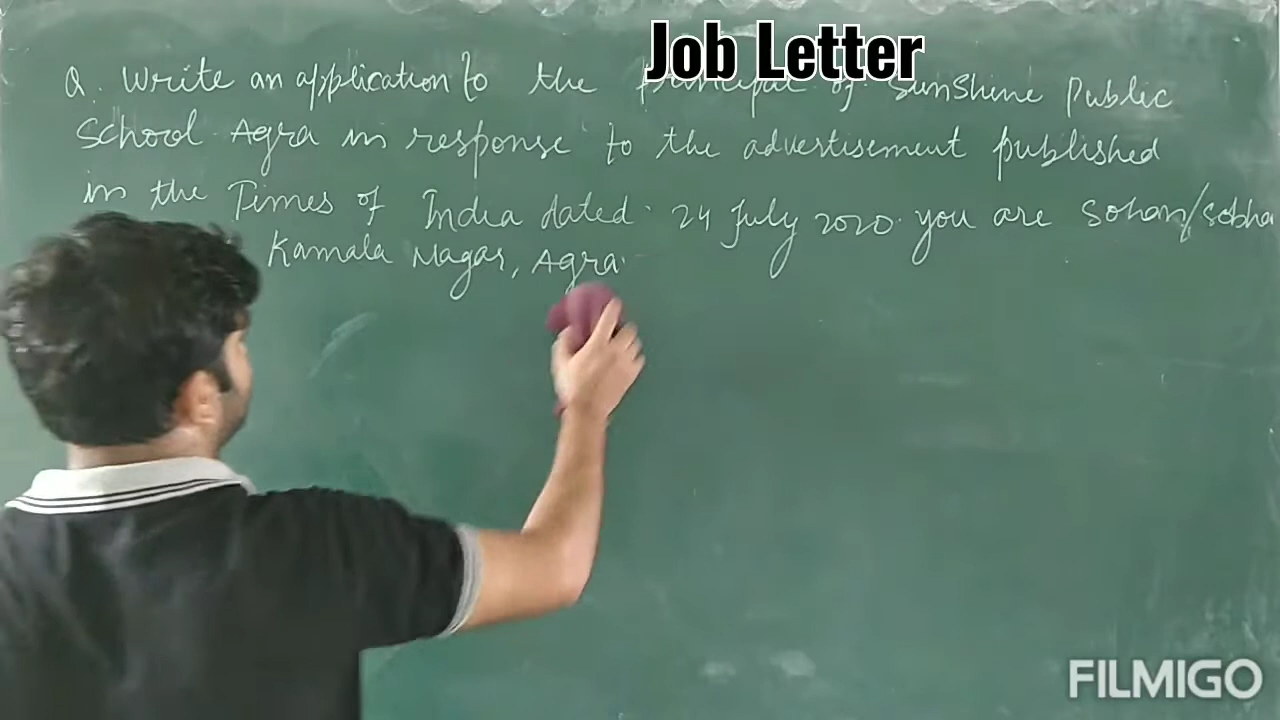 Job Letter
Q. Write an application to the principal of Sunshine Public
School Agra in response to the advertisement published
in the Times of India dated 24 July 2020. you are Sohan/Sobha
Kamala Nagar, Agra.
FILMIGO